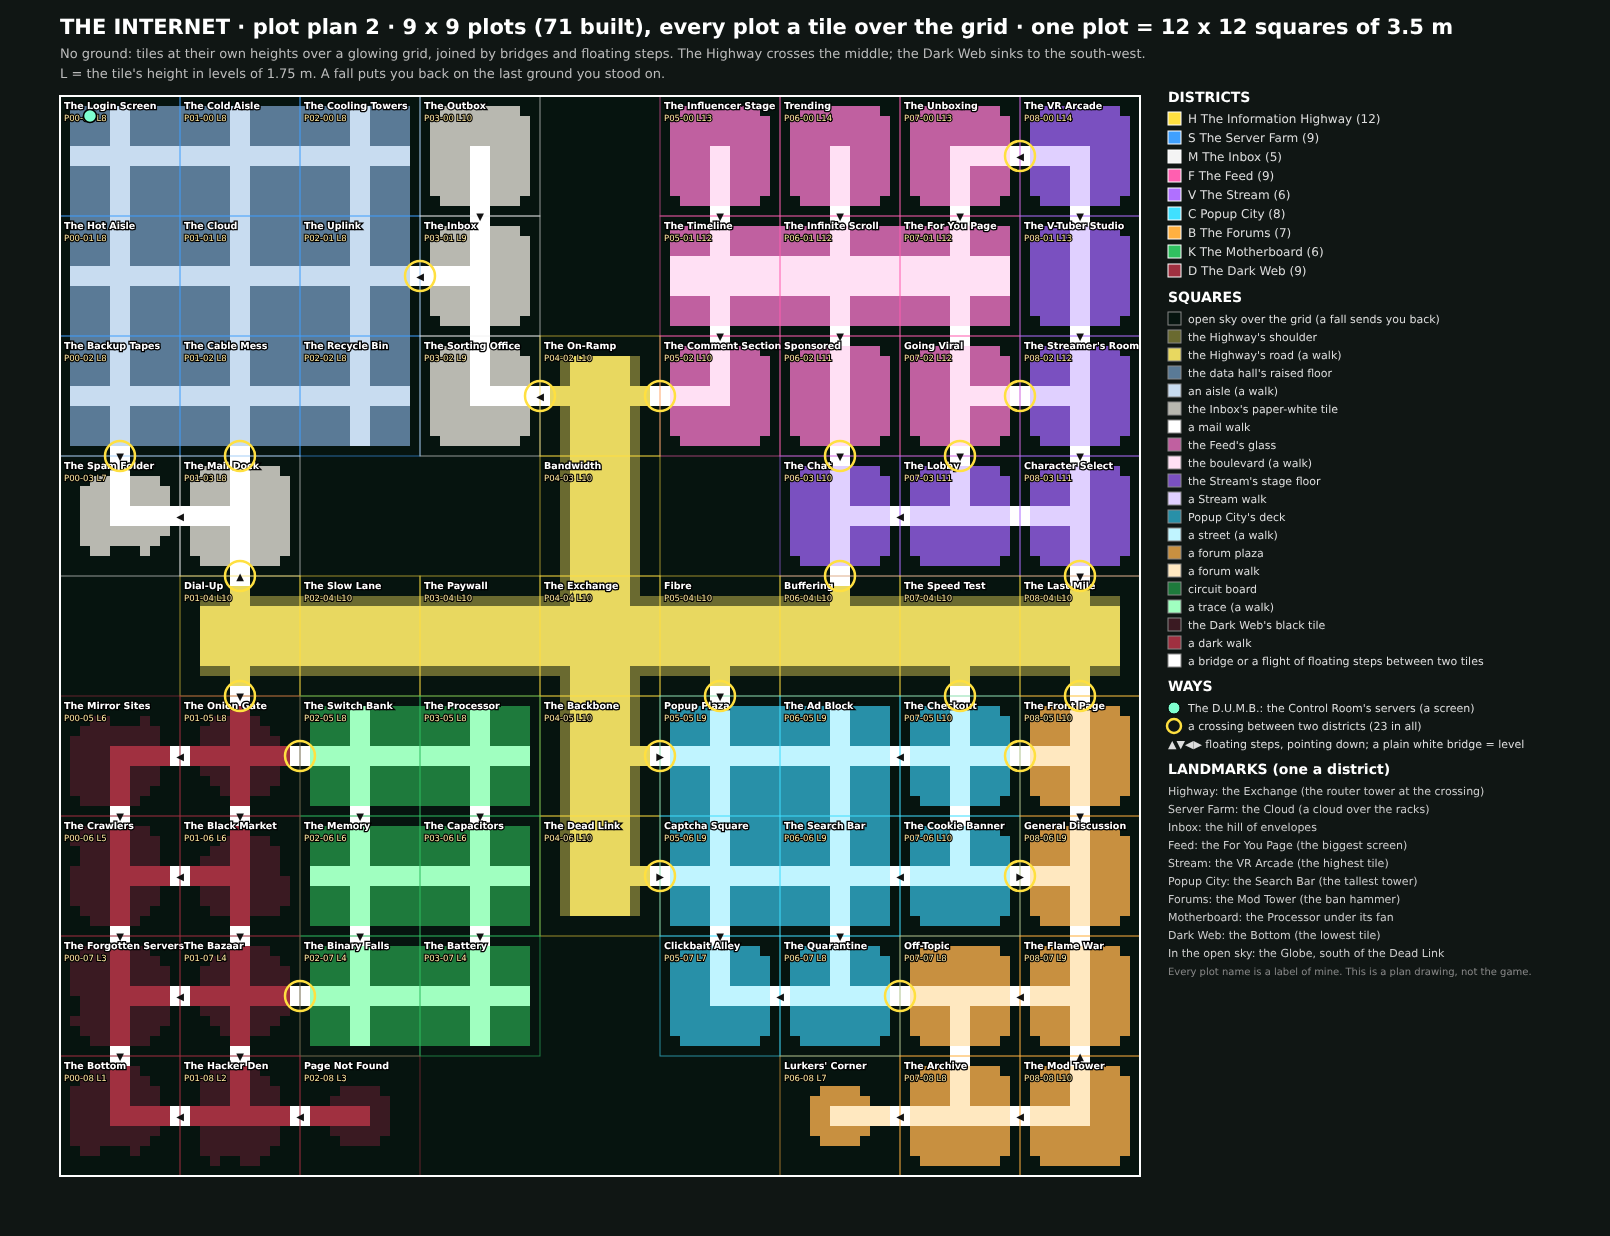 THE INTERNET · plot plan 2 · 9 x 9 plots (71 built), every plot a tile over the grid · one plot = 12 x 12 squares of 3.5 m
No ground: tiles at their own heights over a glowing grid, joined by bridges and floating steps. The Highway crosses the middle; the Dark Web sinks to the south-west.
L = the tile's height in levels of 1.75 m. A fall puts you back on the last ground you stood on.
The Login Screen The Cold Aisle The Cooling Towers The Outbox The Influencer Stage Trending The Unboxing The VR Arcade
P00- L8 P01-00 L8 P02-00 L8 P03-00 L10 P05-00 L13 P06-00 L14 P07-00 L13 P08-00 L14
The Hot Aisle The Cloud The Uplink The Inbox The Timeline The Infinite Scroll The For You Page The V-Tuber Studio
P00-01 L8 P01-01 L8 P02-01 L8 P03-01 L9 P05-01 L12 P06-01 L12 P07-01 L12 P08-01 L13
The Backup Tapes The Cable Mess The Recycle Bin The Sorting Office The On-Ramp The Comment Section Sponsored Going Viral The Streamer's Room
P00-02 L8 P01-02 L8 P02-02 L8 P03-02 L9 P04-02 L10 P05-02 L10 P06-02 L11 P07-02 L12 P08-02 L12
The Spam Folder The Mail Dock Bandwidth The Chat The Lobby Character Select
P00-03 L7 P01-03 L8 P04-03 L10 P06-03 L10 P07-03 L11 P08-03 L11
Dial-Up The Slow Lane The Paywall The Exchange Fibre Buffering The Speed Test The Last Mile
P01-04 L10 P02-04 L10 P03-04 L10 P04-04 L10 P05-04 L10 P06-04 L10 P07-04 L10 P08-04 L10
The Mirror Sites The Onion Gate The Switch Bank The Processor The Backbone Popup Plaza The Ad Block The Checkout The Front Page
P00-05 L6 P01-05 L8 P02-05 L8 P03-05 L8 P04-05 L10 P05-05 L9 P06-05 L9 P07-05 L10 P08-05 L10
The Crawlers The Black Market The Memory The Capacitors The Dead Link Captcha Square The Search Bar The Cookie Banner General Discussion
P00-06 L5 P01-06 L6 P02-06 L6 P03-06 L6 P04-06 L10 P05-06 L9 P06-06 L9 P07-06 L10 P08-06 L9
The Forgotten Servers The Bazaar The Binary Falls The Battery Clickbait Alley The Quarantine Off-Topic The Flame War
P00-07 L3 P01-07 L4 P02-07 L4 P03-07 L4 P05-07 L7 P06-07 L8 P07-07 L8 P08-07 L9
The Bottom The Hacker Den Page Not Found Lurkers' Corner The Archive The Mod Tower
P00-08 L1 P01-08 L2 P02-08 L3 P06-08 L7 P07-08 L8 P08-08 L10
DISTRICTS
H The Information Highway (12)
S The Server Farm (9)
M The Inbox (5)
F The Feed (9)
V The Stream (6)
C Popup City (8)
B The Forums (7)
K The Motherboard (6)
D The Dark Web (9)
SQUARES
open sky over the grid (a fall sends you back)
the Highway's shoulder
the Highway's road (a walk)
the data hall's raised floor
an aisle (a walk)
the Inbox's paper-white tile
a mail walk
the Feed's glass
the boulevard (a walk)
the Stream's stage floor
a Stream walk
Popup City's deck
a street (a walk)
a forum plaza
a forum walk
circuit board
a trace (a walk)
the Dark Web's black tile
a dark walk
a bridge or a flight of floating steps between two tiles
WAYS
The D.U.M.B.: the Control Room's servers (a screen)
a crossing between two districts (23 in all)
▲▼◀▶ floating steps, pointing down; a plain white bridge = level
LANDMARKS (one a district)
Highway: the Exchange (the router tower at the crossing)
Server Farm: the Cloud (a cloud over the racks)
Inbox: the hill of envelopes
Feed: the For You Page (the biggest screen)
Stream: the VR Arcade (the highest tile)
Popup City: the Search Bar (the tallest tower)
Forums: the Mod Tower (the ban hammer)
Motherboard: the Processor under its fan
Dark Web: the Bottom (the lowest tile)
In the open sky: the Globe, south of the Dead Link
Every plot name is a label of mine. This is a plan drawing, not the game.